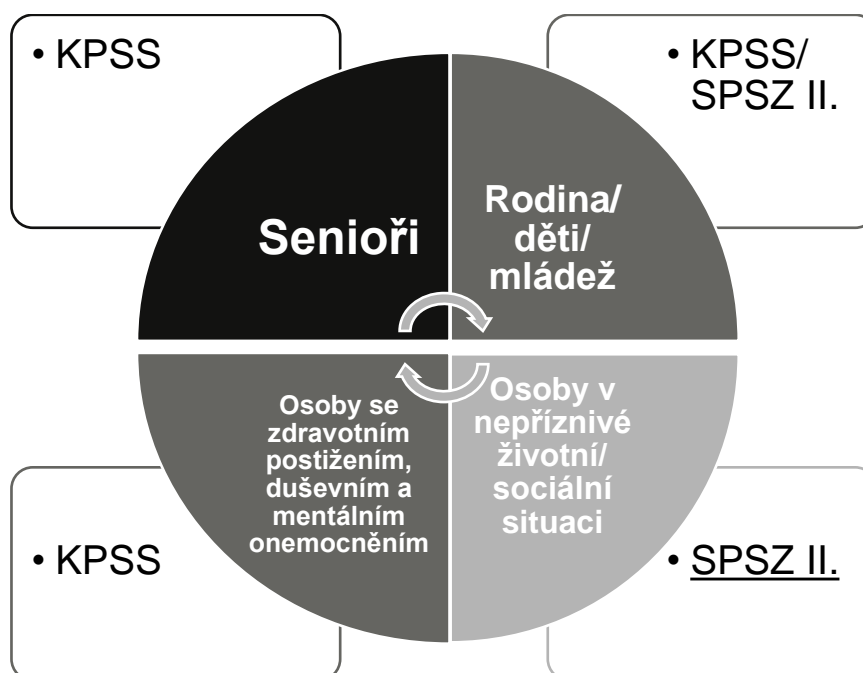 • KPSS
• KPSS/
SPSZ II.
Senioři
Rodina/
děti/
mládež
Osoby se
zdravotním
postižením,
duševním a
mentálním
onemocněním
Osoby v
nepříznivé
životní/
sociální
situaci
• KPSS
• SPSZ II.